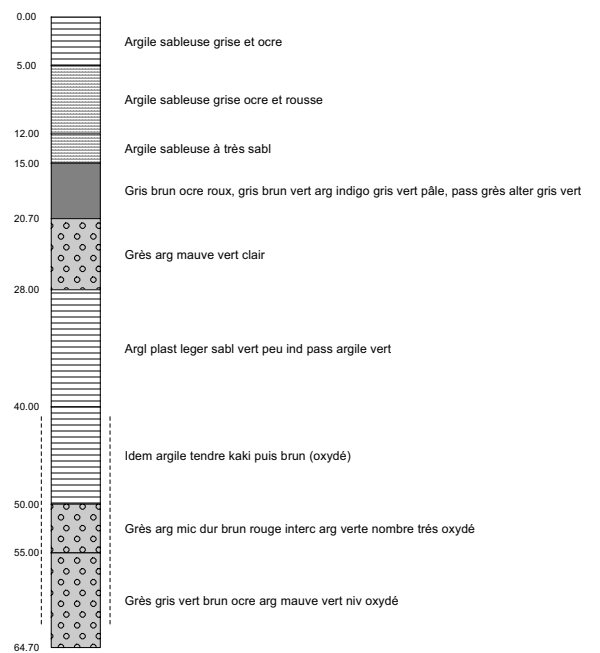 0.00
Argile sableuse grise et ocre
5.00
Argile sableuse grise ocre et rousse
12.00
Argile sableuse à très sabl
15.00
Gris brun ocre roux, gris brun vert arg indigo gris vert pâle, pass grès alter gris vert
20.70
Grès arg mauve vert clair
28.00
Argl plast leger sabl vert peu ind pass argile vert
40.00
Idem argile tendre kaki puis brun (oxydé)
50.00
Grès arg mic dur brun rouge interc arg verte nombre trés oxydé
55.00
Grès gris vert brun ocre arg mauve vert niv oxydé
64.70